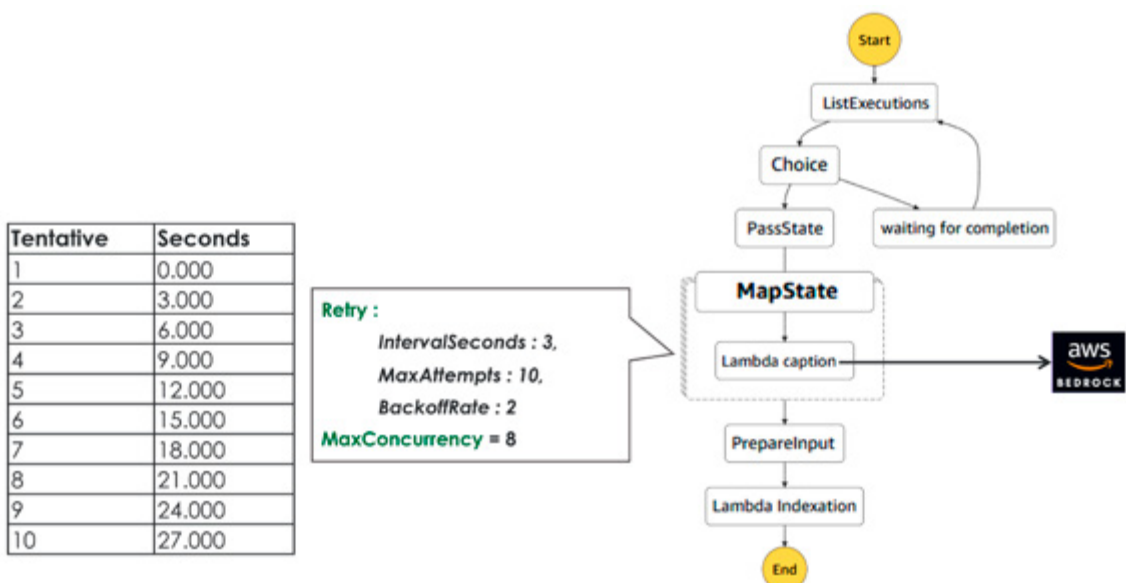 Tentative Seconds
1 0.000
2 3.000
3 6.000
4 9.000
5 12.000
6 15.000
7 18.000
8 21.000
9 24.000
10 27.000
Retry :
IntervalSeconds : 3,
MaxAttempts : 10,
BackoffRate : 2
MaxConcurrency = 8
Start
ListExecutions
Choice
PassState
waiting for completion
MapState
Lambda caption
aws
BEDROCK
PrepareInput
Lambda Indexation
End